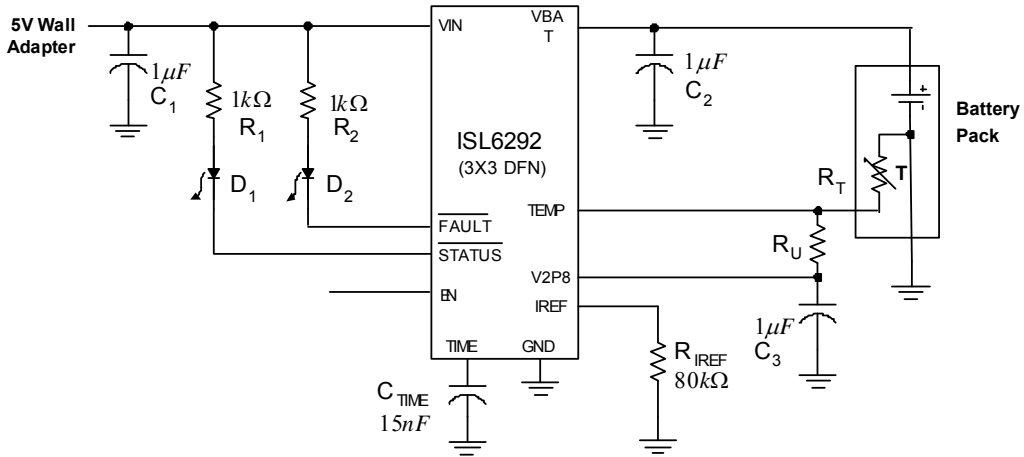 5V Wall
Adapter
1µF
C1
1kΩ
R1
1kΩ
R2
D1
D2
VIN
VBA
T
ISL6292
(3X3 DFN)
FAULT
STATUS
EN
TIME
GND
TEMP
V2P8
IREF
CTIME
15nF
1µF
C2
RT
T
+
-
Battery
Pack
RU
RIREF
80kΩ
1µF
C3